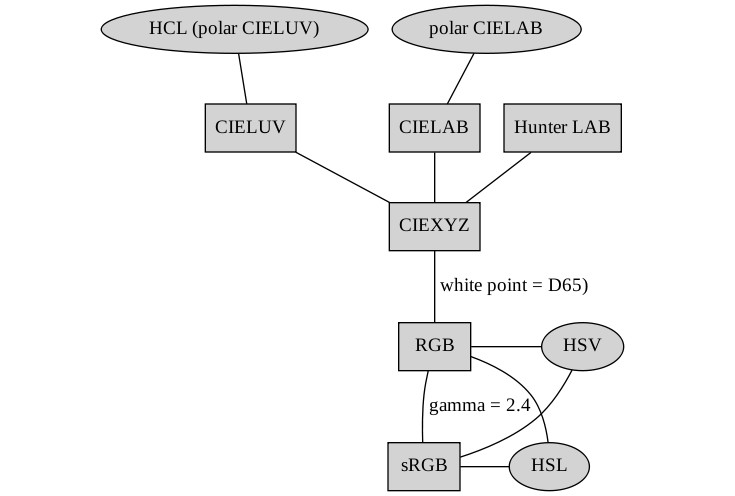 HCL (polar CIELUV)
polar CIELAB
CIELUV
CIELAB
Hunter LAB
CIEXYZ
white point = D65)
RGB
HSV
gamma = 2.4
sRGB
HSL